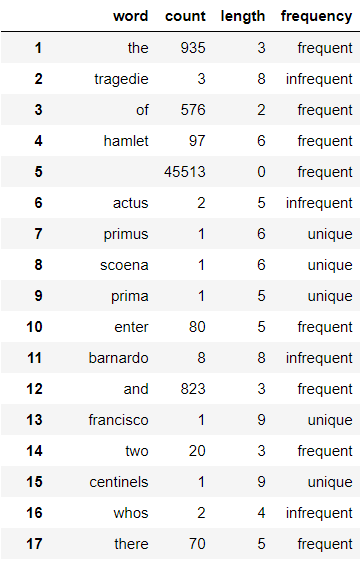 word count length frequency
1 the 935 3 frequent
2 tragedie 3 8 infrequent
3 of 576 2 frequent
4 hamlet 97 6 frequent
5 45513 0 frequent
6 actus 2 5 infrequent
7 primus 1 6 unique
8 scoena 1 6 unique
9 prima 1 5 unique
10 enter 80 5 frequent
11 barnardo 8 8 infrequent
12 and 823 3 frequent
13 francisco 1 9 unique
14 two 20 3 frequent
15 centinels 1 9 unique
16 whos 2 4 infrequent
17 there 70 5 frequent